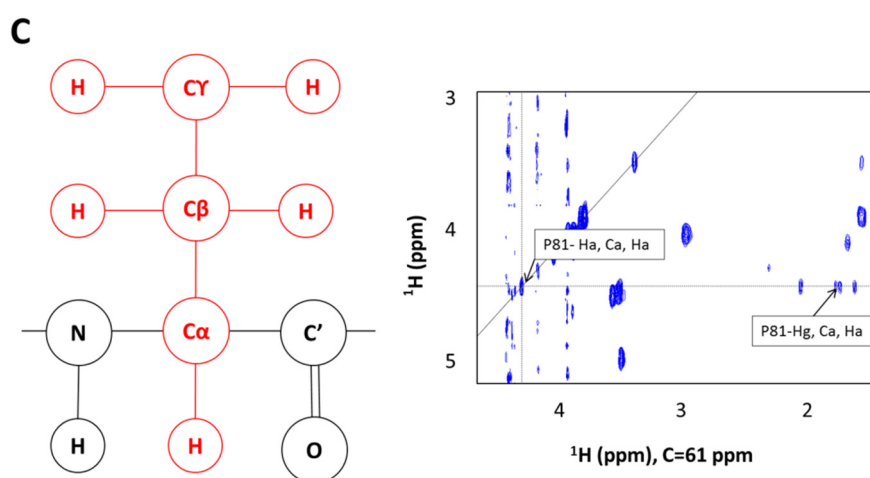 C
H Cϒ H
H Cβ H
N Cα C'
H H O
3
4
5
¹H (ppm)
P81- Ha, Ca, Ha
P81-Hg, Ca, Ha
4 3 2
¹H (ppm), C=61 ppm